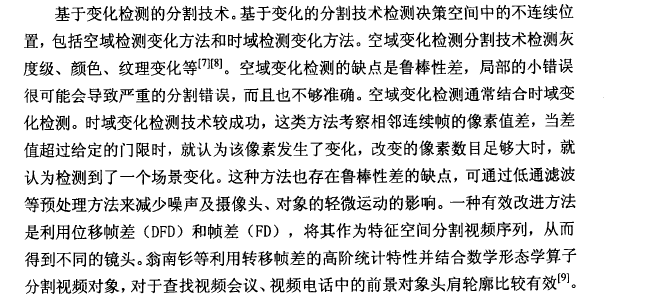 基于变化检测的分割技术。基于变化的分割技术检测决策空间中的不连续位
置，包括空域检测变化方法和时域检测变化方法。空域变化检测分割技术检测灰
度级、颜色、纹理变化等[7][8]。空域变化检测的缺点是鲁棒性差，局部的小错误
很可能会导致严重的分割错误，而且也不够准确。空域变化检测通常结合时域变
化检测。时域变化检测技术较成功，这类方法考察相邻连续帧的像素值差，当差
值超过给定的门限时，就认为该像素发生了变化，改变的像素数目足够大时，就
认为检测到了一个场景变化。这种方法也存在鲁棒性差的缺点，可通过低通滤波
等预处理方法来减少噪声及摄像头、对象的轻微运动的影响。一种有效改进方法
是利用位移帧差（DFD）和帧差（FD），将其作为特征空间分割视频序列，从而
得到不同的镜头。翁南钐等利用转移帧差的高阶统计特性并结合数学形态学算子
分割视频对象，对于查找视频会议、视频电话中的前景对象头肩轮廓比较有效[9]。